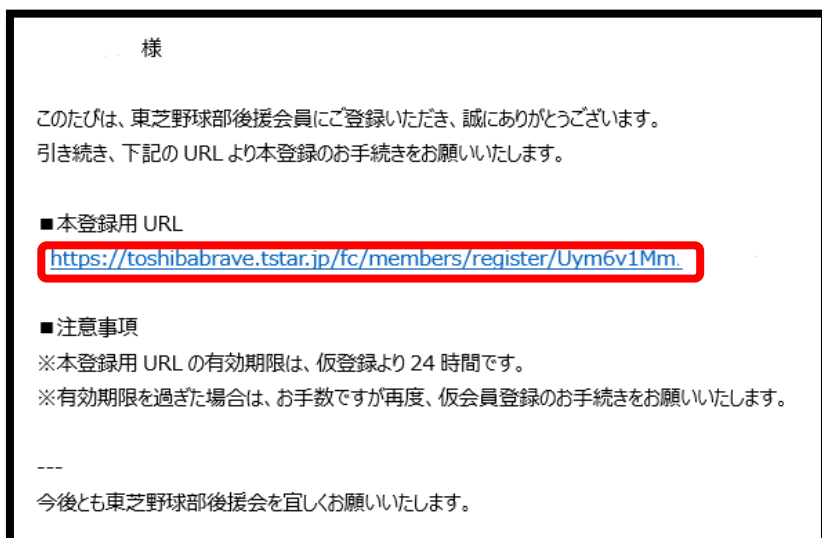 様
このたびは、東芝野球部後援会員にご登録いただき、誠にありがとうございます。
引き続き、下記の URL より本登録のお手続きをお願いいたします。
■本登録用 URL
https://toshibabrave.tstar.jp/fc/members/register/Uym6v1Mm.
■注意事項
※本登録用 URL の有効期限は、仮登録より 24 時間です。
※有効期限を過ぎた場合は、お手数ですが再度、仮会員登録のお手続きをお願いいたします。
---
今後とも東芝野球部後援会を宜しくお願いいたします。